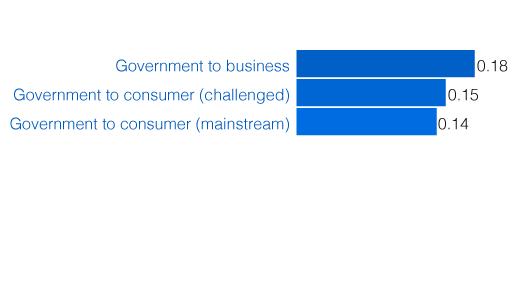 Government to business 0.18
Government to consumer (challenged) 0.15
Government to consumer (mainstream) 0.14